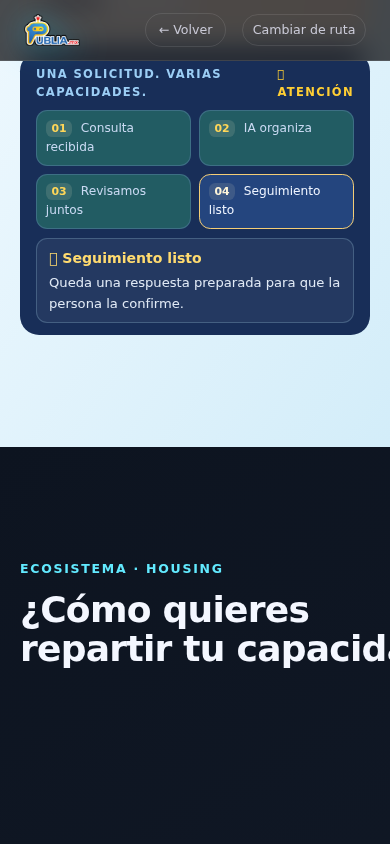 PUBLIA.mx
← Volver
Cambiar de ruta
UNA SOLICITUD. VARIAS
CAPACIDADES.
ATENCIÓN
01 Consulta
recibida
02 IA organiza
03 Revisamos
juntos
04 Seguimiento
listo
Seguimiento listo
Queda una respuesta preparada para que la
persona la confirme.
ECOSISTEMA · HOUSING
¿Cómo quieres
repartir tu